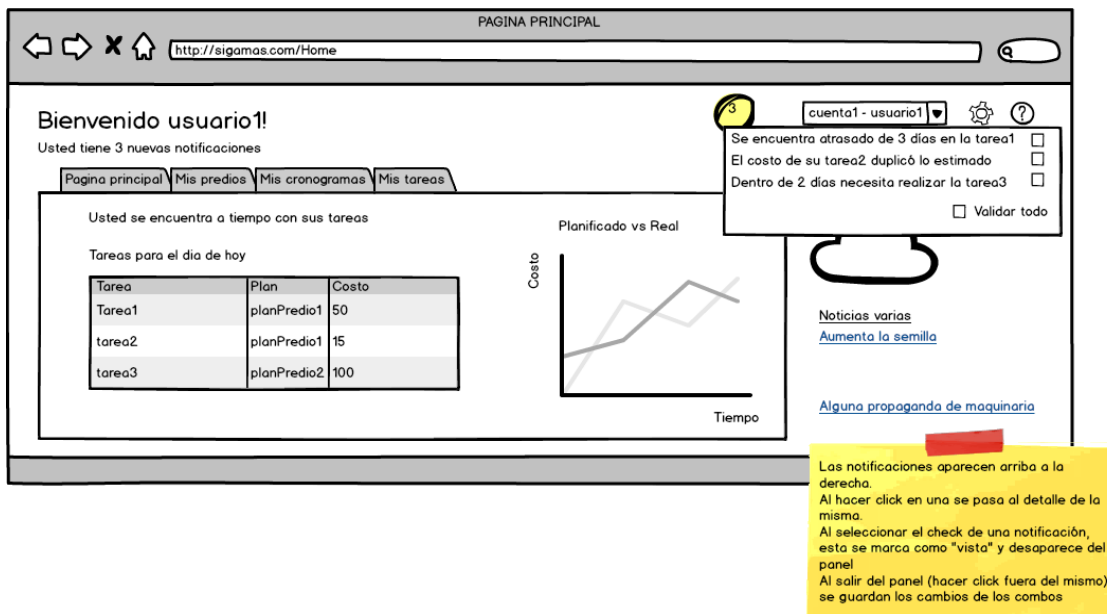 PAGINA PRINCIPAL
http://sigamas.com/Home
Bienvenido usuario1!
3
cuenta1 - usuario1
?
Usted tiene 3 nuevas notificaciones
Se encuentra atrasado de 3 días en la tarea1
El costo de su tarea2 duplicó lo estimado
Dentro de 2 días necesita realizar la tarea3
Validar todo
Pagina principal Mis predios Mis cronogramas Mis tareas
Usted se encuentra a tiempo con sus tareas
Tareas para el dia de hoy
Tarea Plan Costo
Tarea1 planPredio1 50
tarea2 planPredio1 15
tarea3 planPredio2 100
Planificado vs Real
Costo
Tiempo
Noticias varias
Aumenta la semilla
Alguna propaganda de maquinaria
Las notificaciones aparecen arriba a la
derecha.
Al hacer click en una se pasa al detalle de la
misma.
Al seleccionar el check de una notificación,
esta se marca como "vista" y desaparece del
panel
Al salir del panel (hacer click fuera del mismo)
se guardan los cambios de los combos